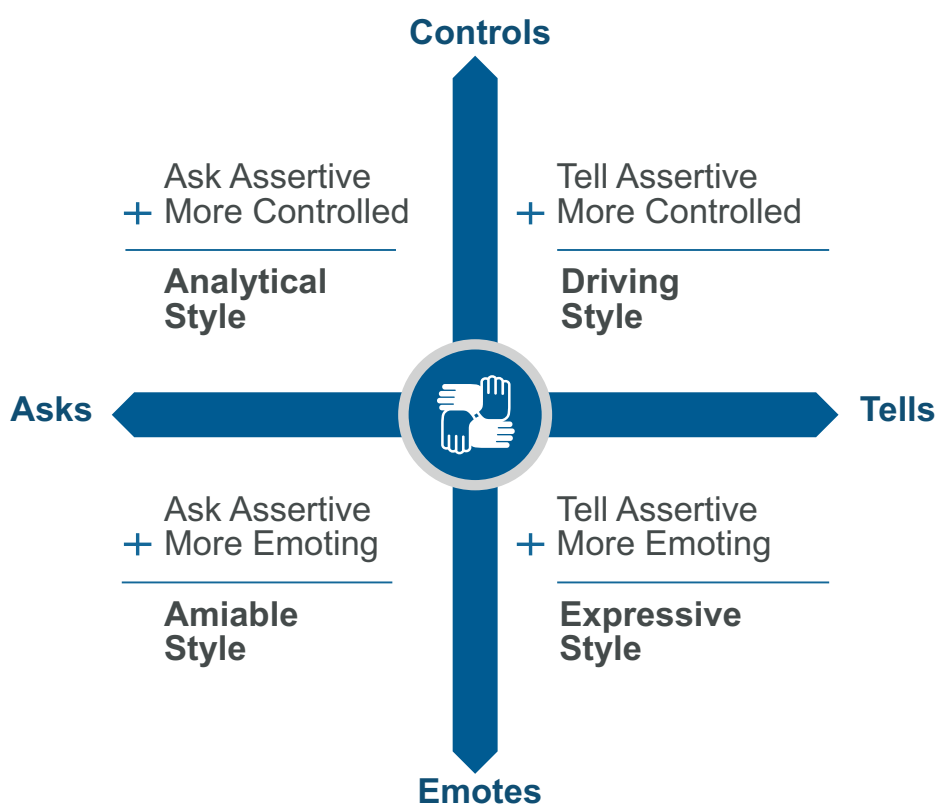 Controls
Ask Assertive
+ More Controlled
Analytical
Style
Tell Assertive
+ More Controlled
Driving
Style
Asks
Tells
Ask Assertive
+ More Emoting
Amiable
Style
Tell Assertive
+ More Emoting
Expressive
Style
Emotes